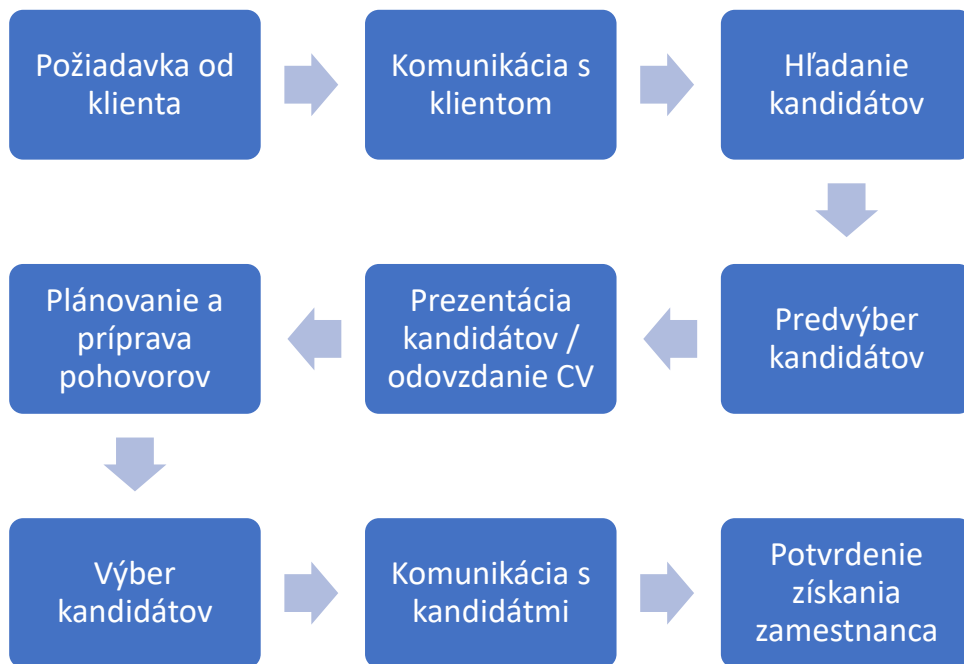 Požiadavka od
klienta
Komunikácia s
klientom
Hľadanie
kandidátov
Predvýber
kandidátov
Prezentácia
kandidátov /
odovzdanie CV
Plánovanie a
príprava
pohovorov
Výber
kandidátov
Komunikácia s
kandidátmi
Potvrdenie
získania
zamestnanca